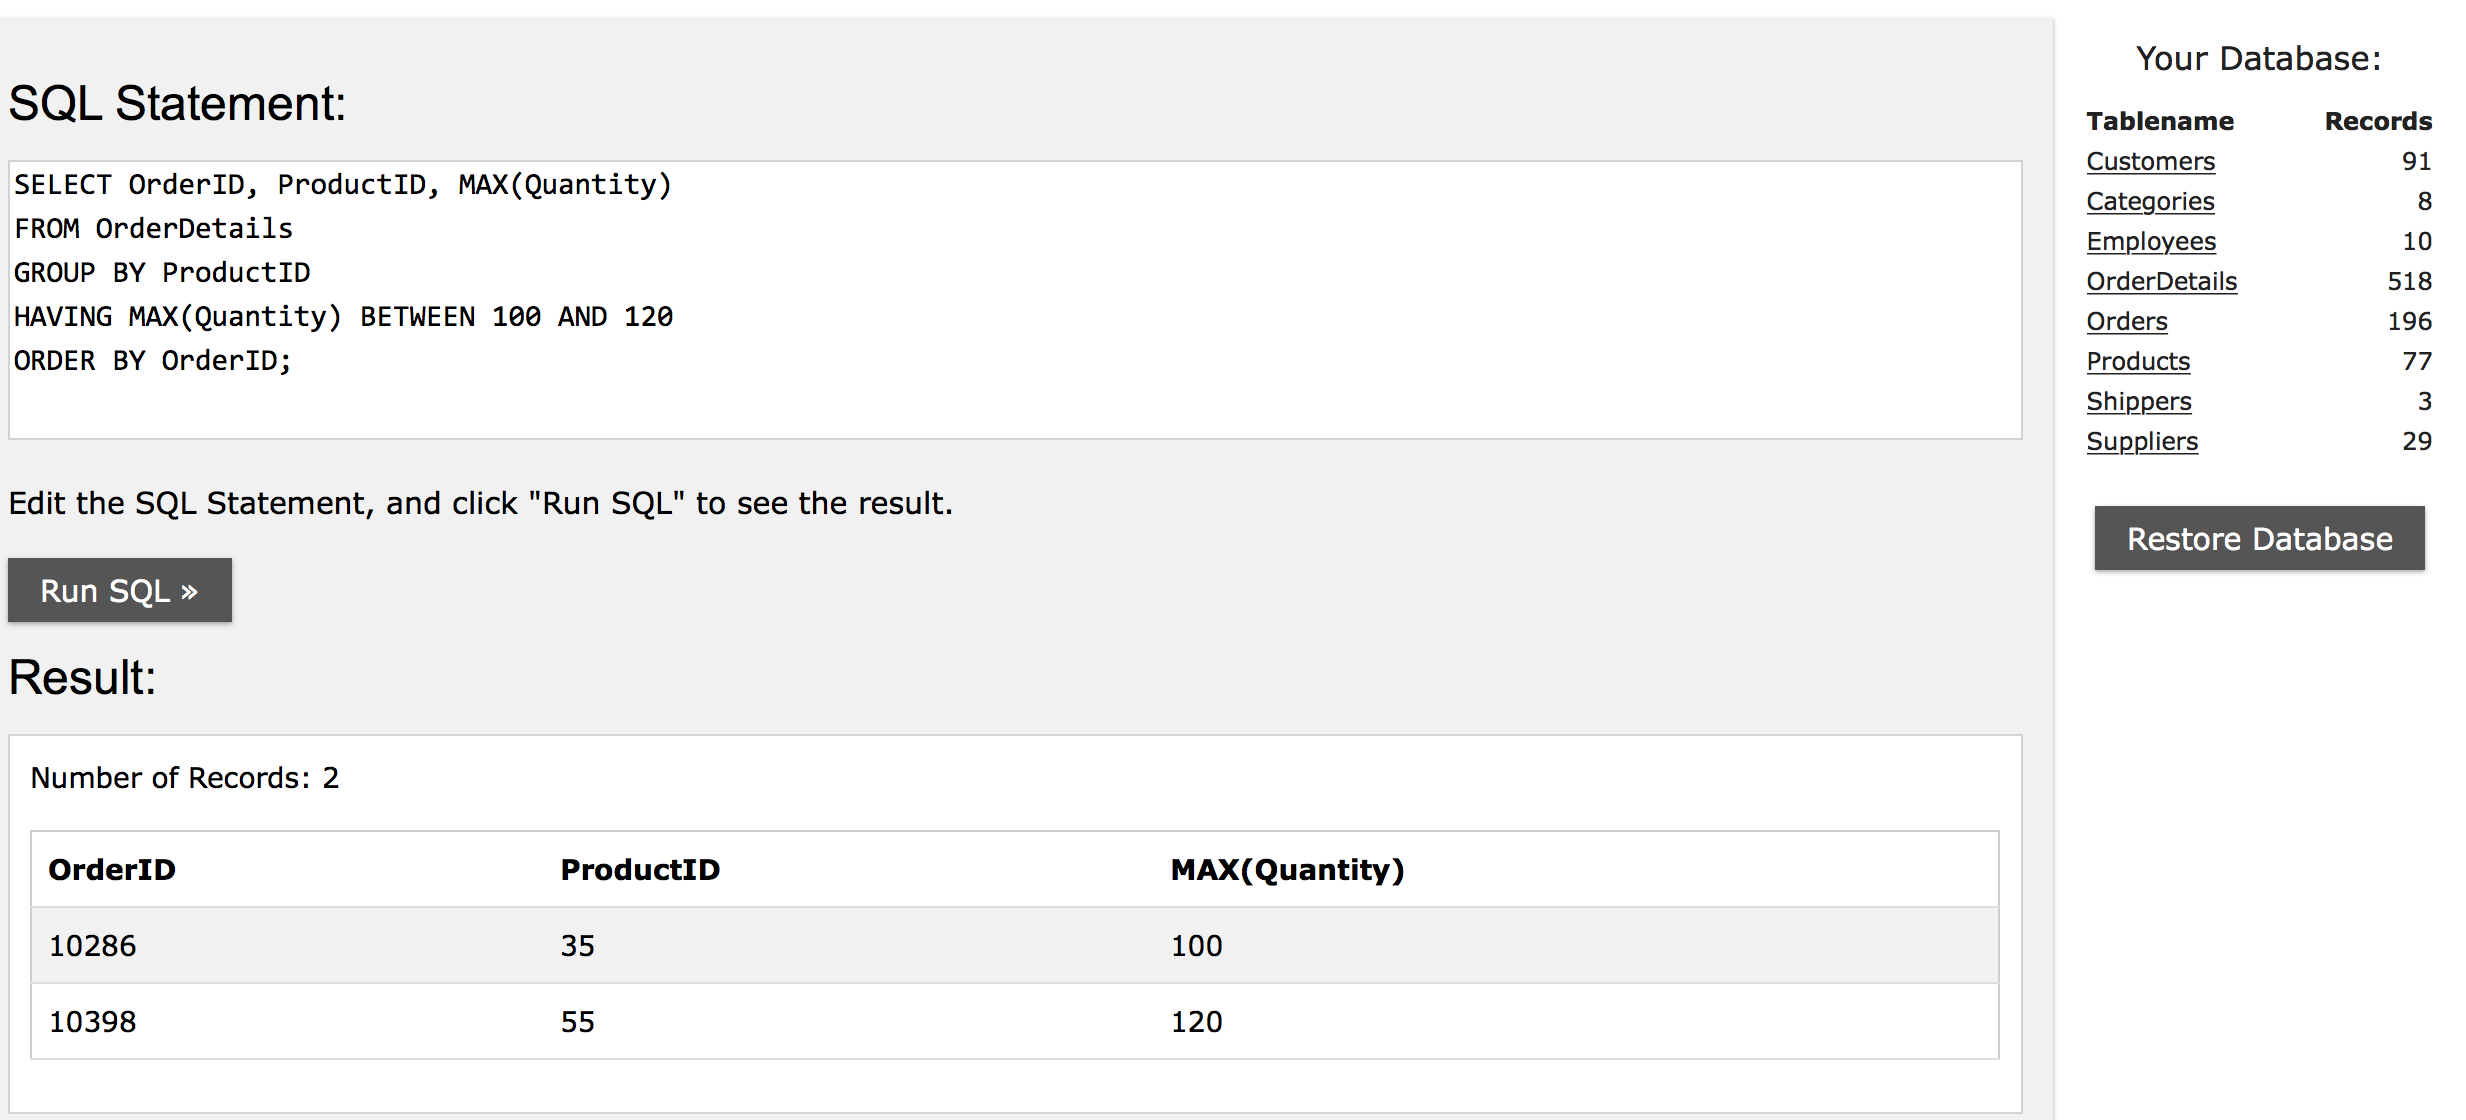 SQL Statement:
SELECT OrderID, ProductID, MAX(Quantity)
FROM OrderDetails
GROUP BY ProductID
HAVING MAX(Quantity) BETWEEN 100 AND 120
ORDER BY OrderID;
Edit the SQL Statement, and click "Run SQL" to see the result.
Run SQL »
Result:
Number of Records: 2
OrderID ProductID MAX(Quantity)
10286 35 100
10398 55 120
Your Database:
Tablename Records
Customers 91
Categories 8
Employees 10
OrderDetails 518
Orders 196
Products 77
Shippers 3
Suppliers 29
Restore Database